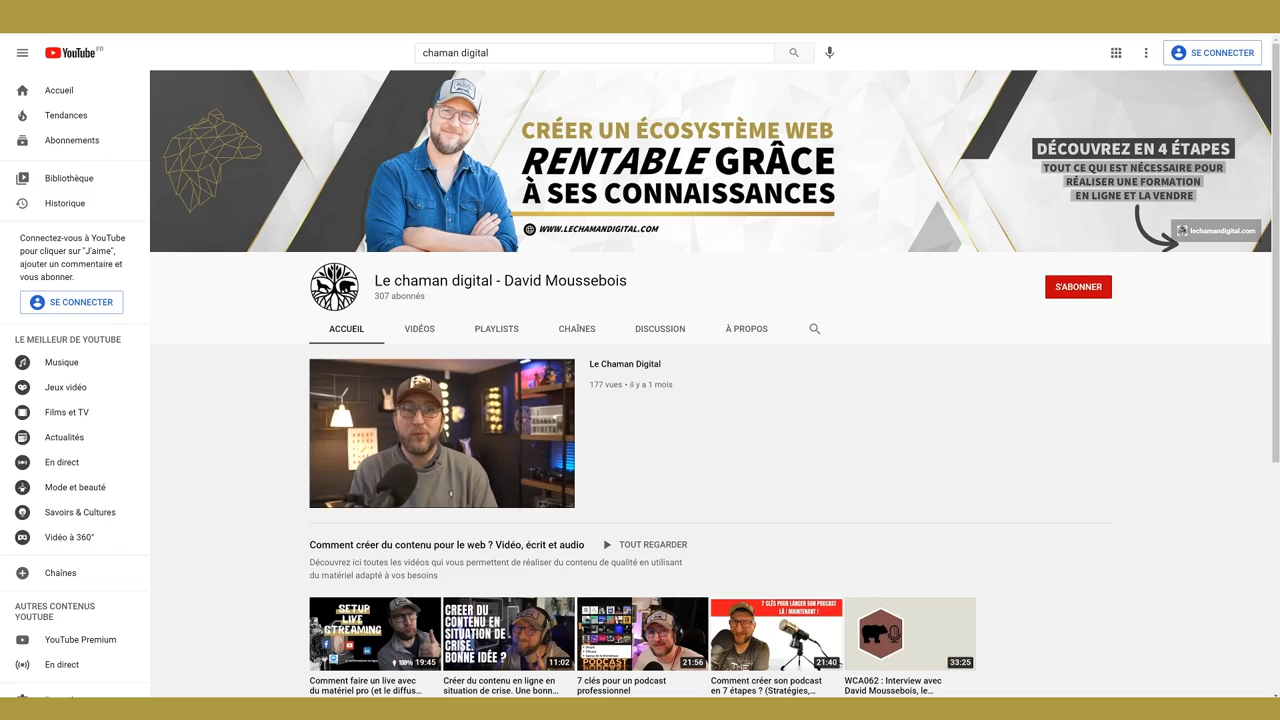 YouTube FR
chaman digital
SE CONNECTER
Accueil
Tendances
Abonnements
Bibliothèque
Historique
Connectez-vous à YouTube
pour cliquer sur "J'aime",
ajouter un commentaire et
vous abonner.
SE CONNECTER
LE MEILLEUR DE YOUTUBE
Musique
Jeux vidéo
Films et TV
Actualités
En direct
Mode et beauté
Savoirs & Cultures
Vidéo à 360°
Chaînes
AUTRES CONTENUS
YOUTUBE
YouTube Premium
En direct
CRÉER UN ÉCOSYSTÈME WEB
RENTABLE GRÂCE
À SES CONNAISSANCES
WWW.LECHAMANDIGITAL.COM
DÉCOUVREZ EN 4 ÉTAPES
TOUT CE QUI EST NÉCESSAIRE POUR
RÉALISER UNE FORMATION
EN LIGNE ET LA VENDRE
lechamandigital.com
Le chaman digital - David Moussebois
307 abonnés
S'ABONNER
ACCUEIL
VIDÉOS
PLAYLISTS
CHAÎNES
DISCUSSION
À PROPOS
Le Chaman Digital
177 vues • il y a 1 mois
Comment créer du contenu pour le web ? Vidéo, écrit et audio
TOUT REGARDER
Découvrez ici toutes les vidéos qui vous permettent de réaliser du contenu de qualité en utilisant
du matériel adapté à vos besoins
SETUP
LIVE
STREAMING
100%
19:45
Comment faire un live avec
du matériel pro (et le diffus...
CREER DU
CONTENU EN
SITUATION DE
CRISE.
BONNE IDÉE ?
11:02
Créer du contenu en ligne en
situation de crise. Une bonn...
PODCAST
21:56
7 clés pour un podcast
professionnel
7 CLÉS POUR LANCER SON PODCAST
LÀ ! MAINTENANT !
THE
21:40
Comment créer son podcast
en 7 étapes ? (Stratégies,...
33:25
WCA062 : Interview avec
David Moussebois, le...